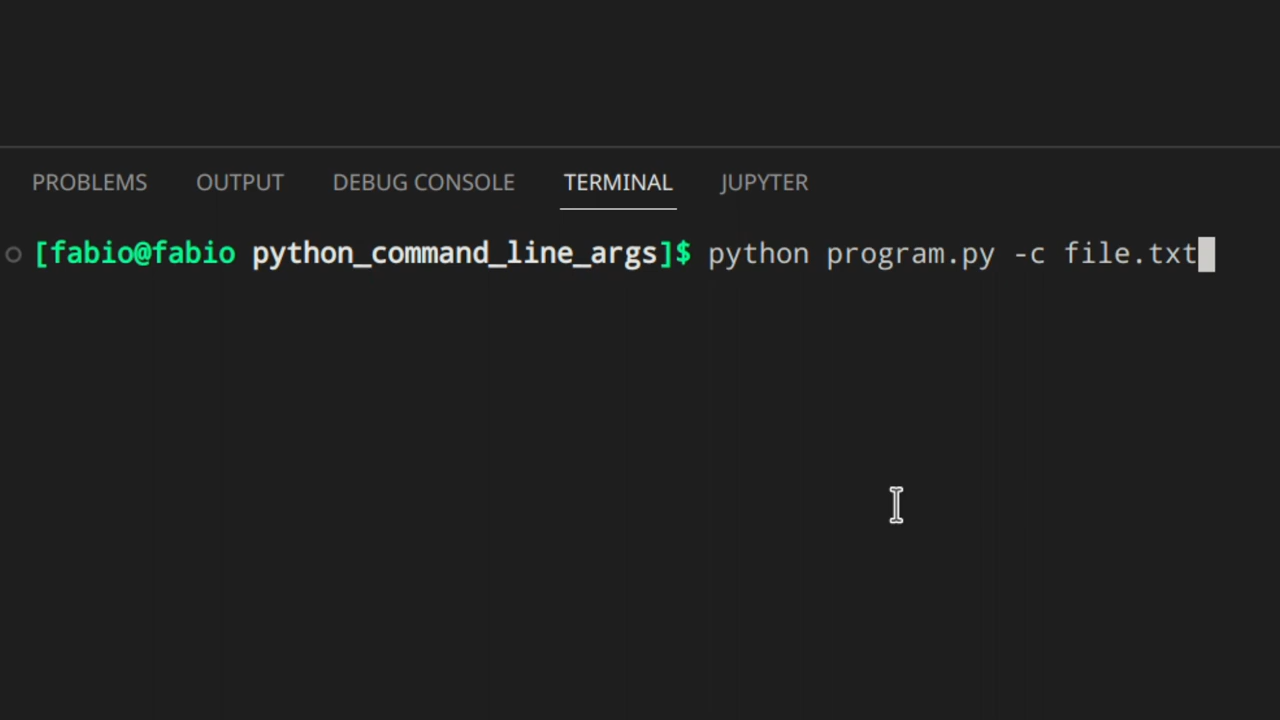 PROBLEMS OUTPUT DEBUG CONSOLE TERMINAL JUPYTER
[fabio@fabio python_command_line_args]$ python program.py -c file.txt